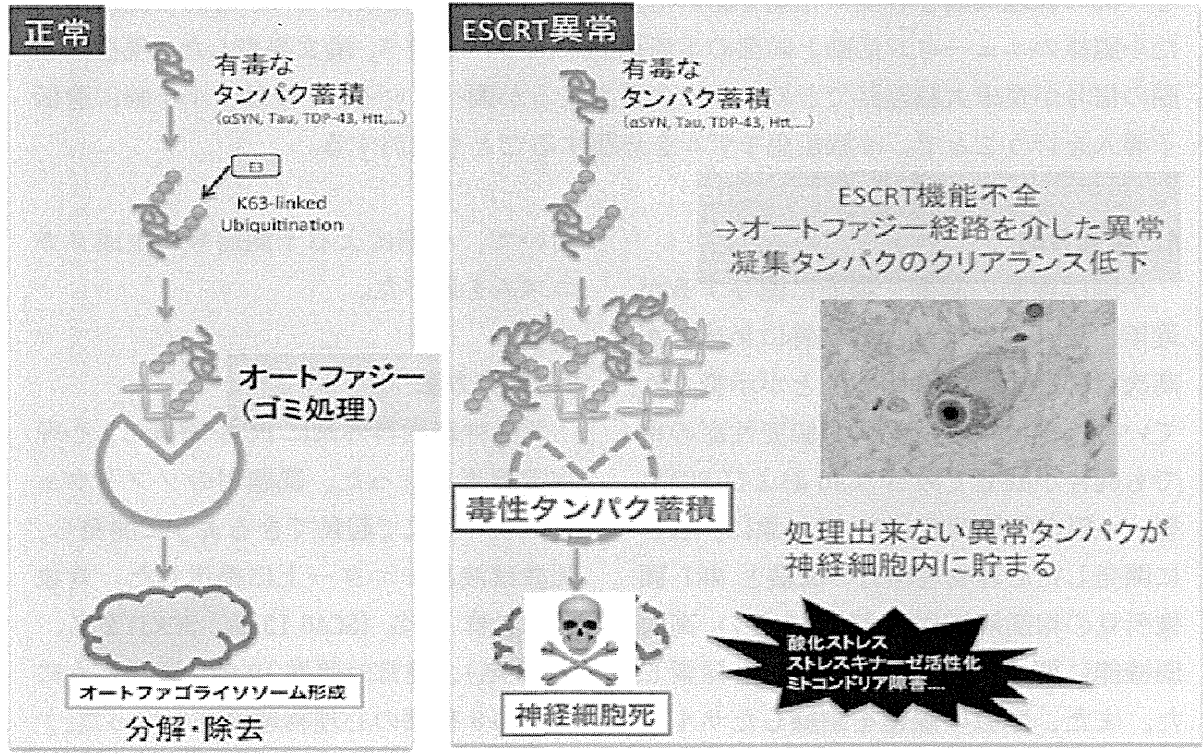 正常
有毒な
タンパク蓄積
(αSYN, Tau, TDP-43, Htt,...)
E3
K63-linked
Ubiquitination
オートファジー
(ゴミ処理)
オートファゴライソソーム形成
分解・除去
ESCRT異常
有毒な
タンパク蓄積
(αSYN, Tau, TDP-43, Htt,...)
ESCRT機能不全
→オートファジー経路を介した異常
凝集タンパクのクリアランス低下
毒性タンパク蓄積
処理出来ない異常タンパクが
神経細胞内に貯まる
酸化ストレス
ストレスキナーゼ活性化
ミトコンドリア障害....
神経細胞死